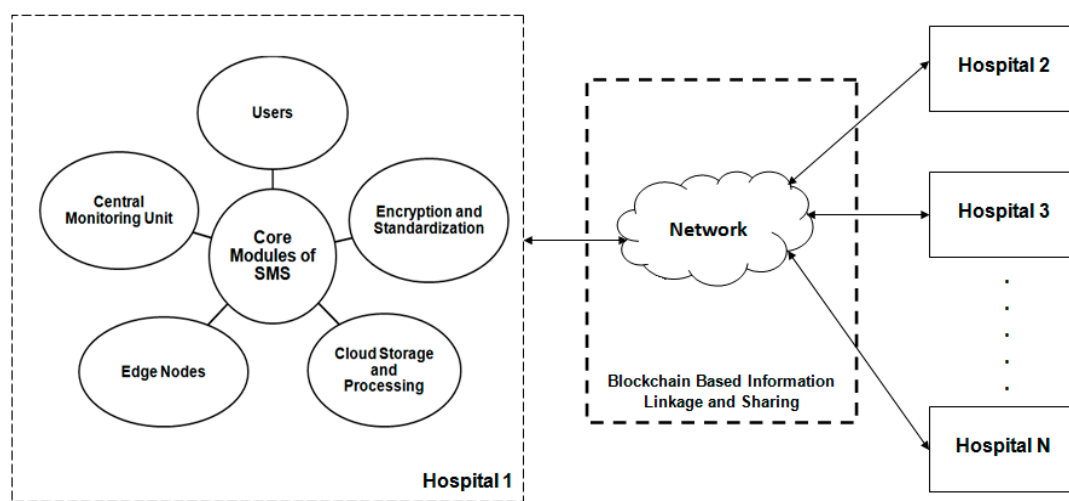 Users
Central
Monitoring Unit
Encryption and
Standardization
Core
Modules of
SMS
Edge Nodes
Cloud Storage
and
Processing
Hospital 1
Network
Blockchain Based Information
Linkage and Sharing
Hospital 2
Hospital 3
Hospital N